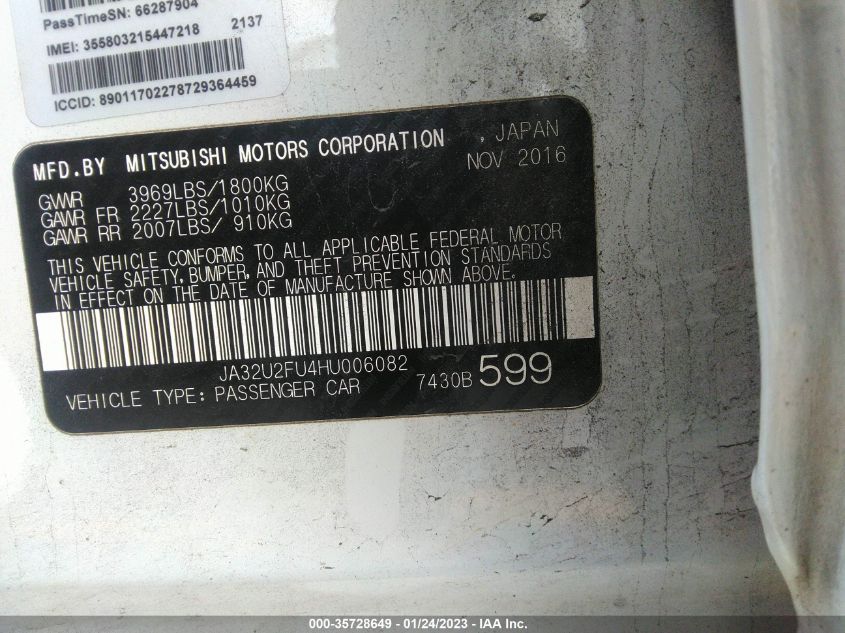 PassTimeSN: 66287904
IMEI: 355803215447218 2137
ICCID: 89011702278729364459
MFD.BY MITSUBISHI MOTORS CORPORATION , JAPAN
NOV 2016
GVWR 3969LBS/1800KG
GAWR FR 2227LBS/1010KG
GAWR RR 2007LBS/ 910KG
THIS VEHICLE CONFORMS TO ALL APPLICABLE FEDERAL MOTOR
VEHICLE SAFETY, BUMPER, AND THEFT PREVENTION STANDARDS
IN EFFECT ON THE DATE OF MANUFACTURE SHOWN ABOVE.
JA32U2FU4HU006082
VEHICLE TYPE: PASSENGER CAR 7430B 599
000-35728649 - 01/24/2023 - IAA Inc.